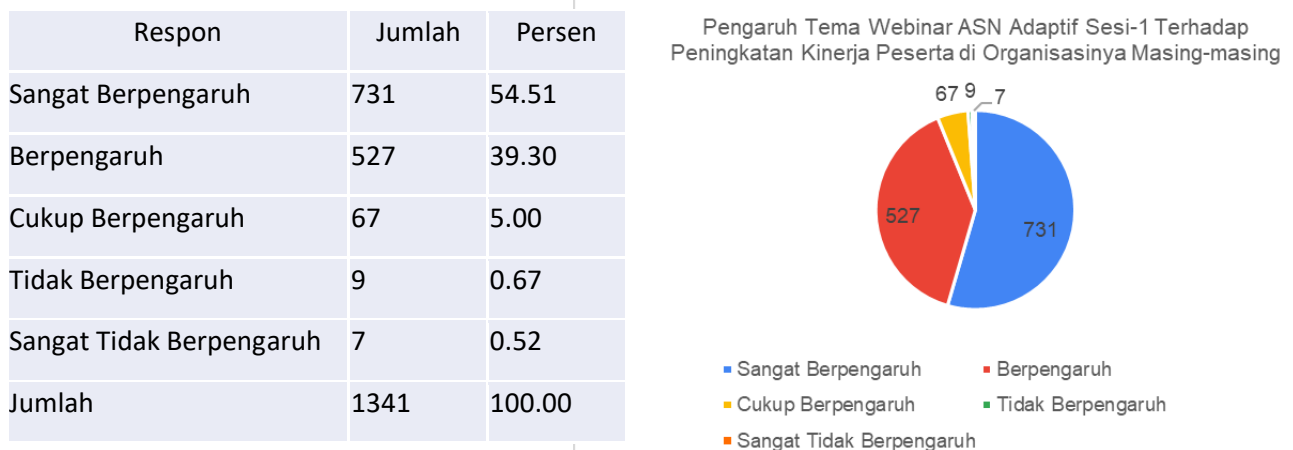 Respon Jumlah Persen
Sangat Berpengaruh 731 54.51
Berpengaruh 527 39.30
Cukup Berpengaruh 67 5.00
Tidak Berpengaruh 9 0.67
Sangat Tidak Berpengaruh 7 0.52
Jumlah 1341 100.00
Pengaruh Tema Webinar ASN Adaptif Sesi-1 Terhadap
Peningkatan Kinerja Peserta di Organisasinya Masing-masing
67 9 7
527
731
Sangat Berpengaruh Berpengaruh
Cukup Berpengaruh Tidak Berpengaruh
Sangat Tidak Berpengaruh